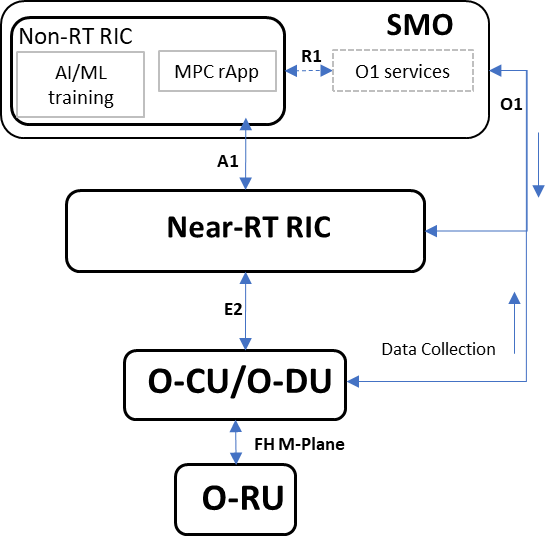 SMO
Non-RT RIC
AI/ML
training
MPC rApp
R1
O1 services
O1
A1
Near-RT RIC
E2
Data Collection
O-CU/O-DU
FH M-Plane
O-RU